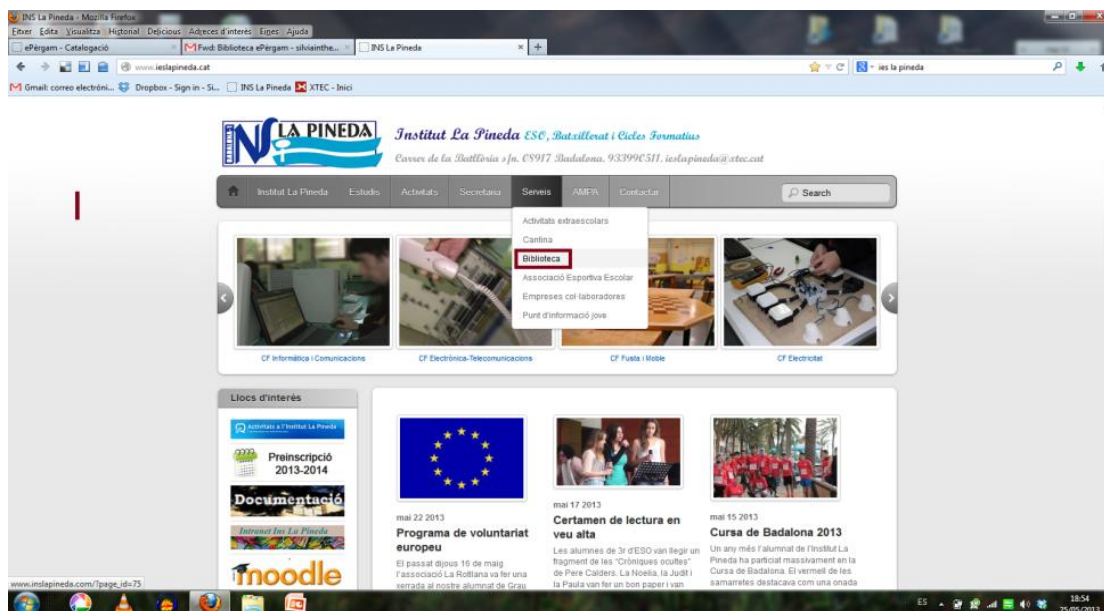 INS La Pineda - Mozilla Firefox
Fitxer Edita Visualitza Historial Delicious Adreces d'interès Eines Ajuda
ePèrgam - Catalogació
Fwd: Biblioteca ePèrgam - silviainthe...
INS La Pineda
www.ieslapineda.cat
ies la pineda
Gmail: correo electróni...
Dropbox - Sign in - Si...
INS La Pineda
XTEC - Inici
INS LA PINEDA
BADALONA
Institut La Pineda ESO, Batxillerat i Cicles Formatius
Carrer de la Batllòria s/n. 08917 Badalona. 933990511. ieslapineda@xtec.cat
Institut La Pineda Estudis Activitats Secretaria Serveis AMPA Contactar
Search
Activitats extraescolars
Cantina
Biblioteca
Associació Esportiva Escolar
Empreses col·laboradores
Punt d'informació jove
CF Informàtica i Comunicacions
CF Electrònica-Telecomunicacions
CF Fusta i Moble
CF Electricitat
Llocs d'interès
Activitats a l'Institut La Pineda
Preinscripció
2013-2014
Documentació
Intranet Ins La Pineda
moodle
mai 22 2013
Programa de voluntariat
europeu
El passat dijous 16 de maig
l'associació La Rotllana va fer una
xerrada al nostre alumnat de Grau
mai 17 2013
Certamen de lectura en
veu alta
Les alumnes de 3r d'ESO van llegir un
fragment de les "Cròniques ocultes"
de Pere Calders. La Noelia, la Judit i
la Paula van fer un bon paper i van
mai 15 2013
Cursa de Badalona 2013
Un any més l'alumnat de l'Institut La
Pineda ha participat massivament en la
Cursa de Badalona. El vermell de les
samarretes destacava com una onada
www.inslapineda.com/?page_id=75
ES
18:54
25/05/2013